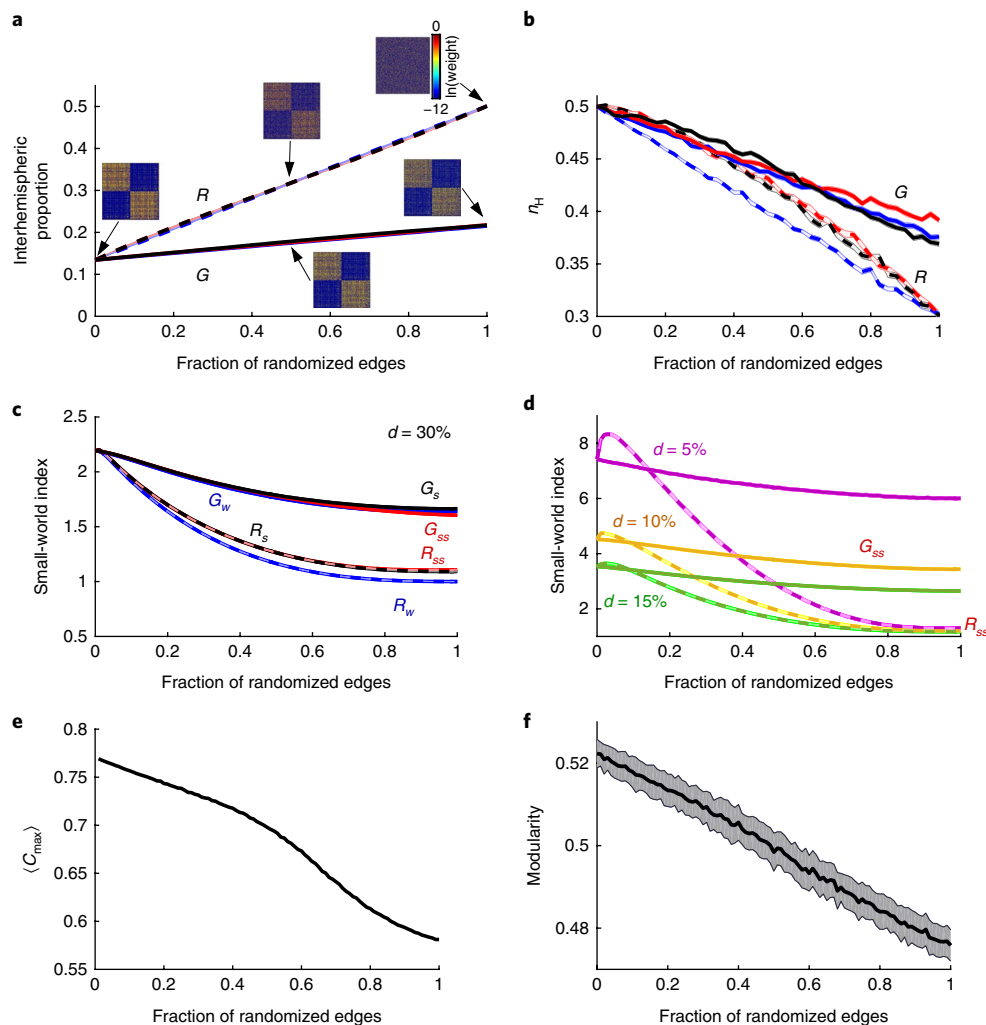 a
Interhemispheric
proportion
0.5
0.4
0.3
0.2
0.1
0
0
0.2
0.4
0.6
0.8
1
Fraction of randomized edges
R
G
0
ln(weight)
−12
b
n_H
0.5
0.45
0.4
0.35
0.3
0
0.2
0.4
0.6
0.8
1
Fraction of randomized edges
G
R
c
Small-world index
2.5
2
1.5
1
0.5
0
0.2
0.4
0.6
0.8
1
Fraction of randomized edges
d = 30%
G_s
G_w
G_ss
R_s
R_ss
R_w
d
Small-world index
8
6
4
2
0
0.2
0.4
0.6
0.8
1
Fraction of randomized edges
d = 5%
d = 10%
G_ss
d = 15%
R_ss
e
⟨C_max⟩
0.8
0.75
0.7
0.65
0.6
0.55
0
0.2
0.4
0.6
0.8
1
Fraction of randomized edges
f
Modularity
0.52
0.5
0.48
0
0.2
0.4
0.6
0.8
1
Fraction of randomized edges